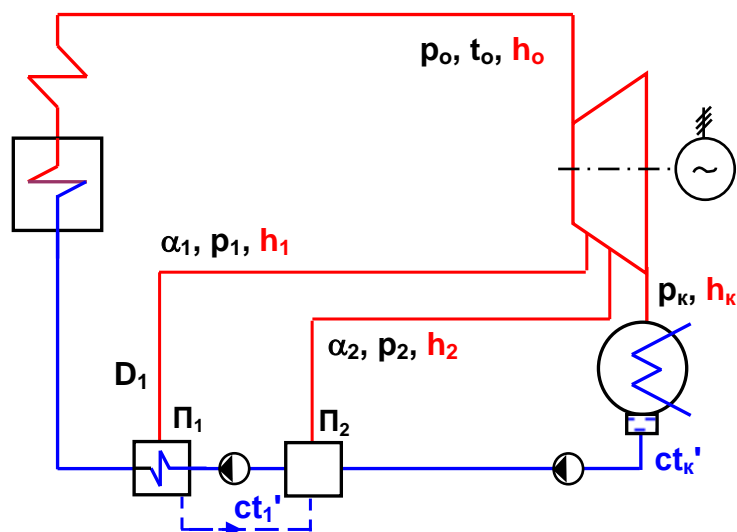 pₒ, tₒ, hₒ
~
α₁, p₁, h₁
pₖ, hₖ
α₂, p₂, h₂
D₁
П₁
П₂
ctₖ'
ct₁'